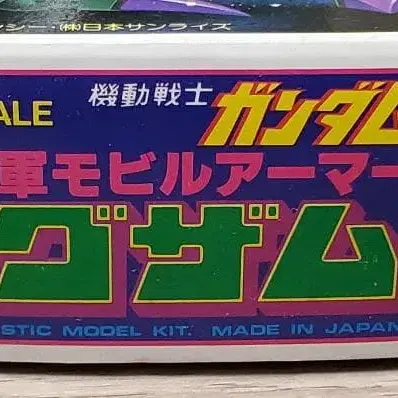 ンシー・㈱日本サンライズ
ALE 機動戦士 ガンダム
軍モビルアーマー
グザム
STIC MODEL KIT. MADE IN JAPAN